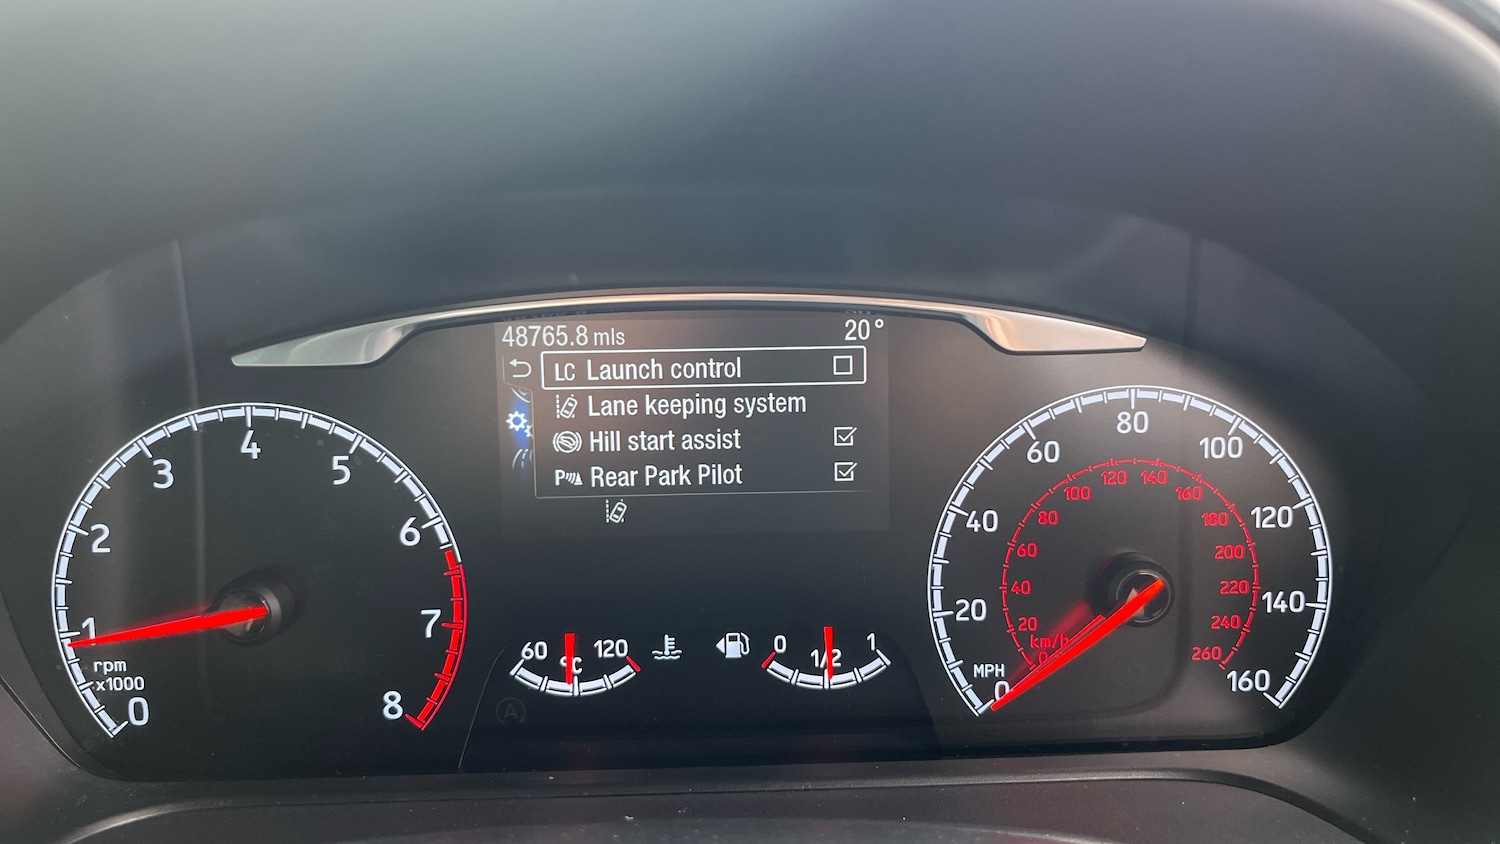 48765.8 mls 20°
LC Launch control
Lane keeping system
Hill start assist
P Rear Park Pilot
0
1
2
3
4
5
6
7
8
rpm
x1000
60 °C 120
0 1/2 1
A
MPH
0
20
40
60
80
100
120
140
160
km/h
0
20
40
60
80
100
120
140
160
180
200
220
240
260